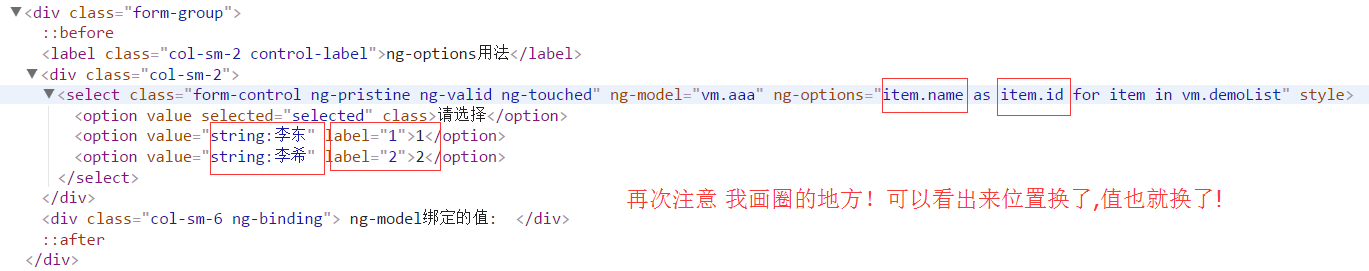 ▼<div class="form-group">
::before
<label class="col-sm-2 control-label">ng-options用法</label>
▼<div class="col-sm-2">
▼<select class="form-control ng-pristine ng-valid ng-touched" ng-model="vm.aaa" ng-options="item.name as item.id for item in vm.demoList" style>
<option value selected="selected" class>请选择</option>
<option value="string:李东" label="1">1</option>
<option value="string:李希" label="2">2</option>
</select>
</div>
再次注意 我画圈的地方！可以看出来位置换了,值也就换了!
<div class="col-sm-6 ng-binding"> ng-model绑定的值: </div>
::after
</div>